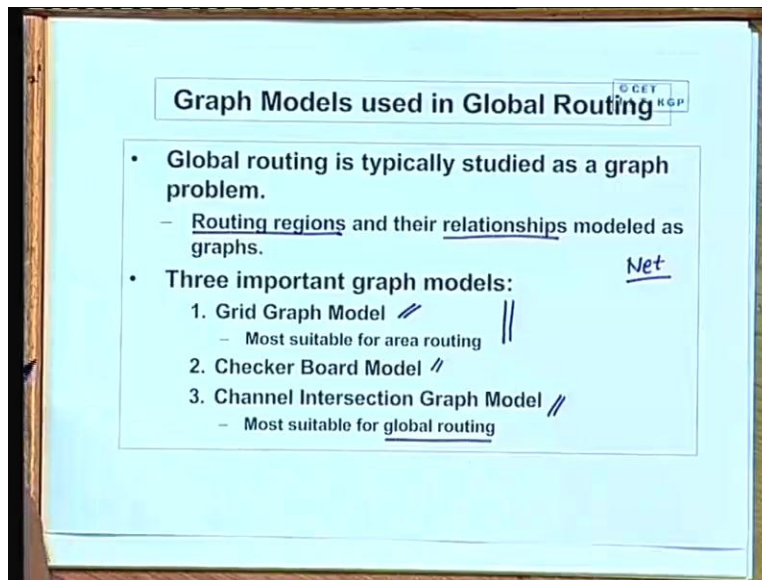 Graph Models used in Global Routing
© CET
KGP
• Global routing is typically studied as a graph
problem.
– Routing regions and their relationships modeled as
graphs.
Net
• Three important graph models:
1. Grid Graph Model
– Most suitable for area routing
2. Checker Board Model
3. Channel Intersection Graph Model
– Most suitable for global routing